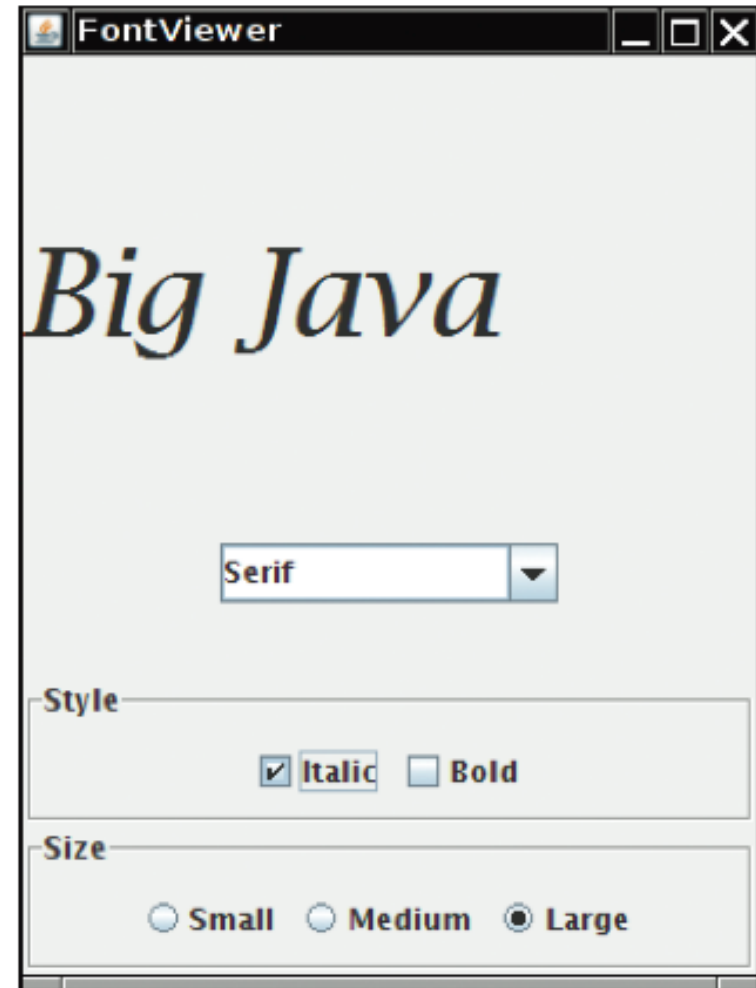 FontViewer
Big Java
Serif
Style
Italic Bold
Size
Small Medium Large